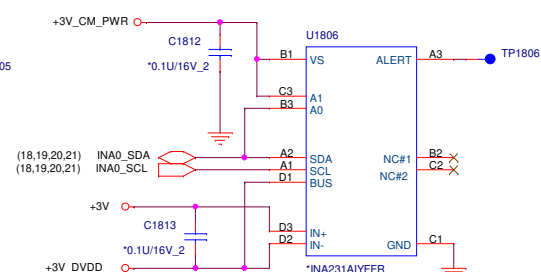 +3V_CM_PWR
U1806
C1812
*0.1U/16V_2
05
B1 VS
ALERT A3
TP1806
C3 A1
B3 A0
(18,19,20,21) INA0_SDA
A2 SDA
NC#1 B2
(18,19,20,21) INA0_SCL
A1 SCL
NC#2 C2
D1 BUS
+3V
C1813
*0.1U/16V_2
D3 IN+
D2 IN-
GND C1
+3V_DVDD
*INA231AIYFFR